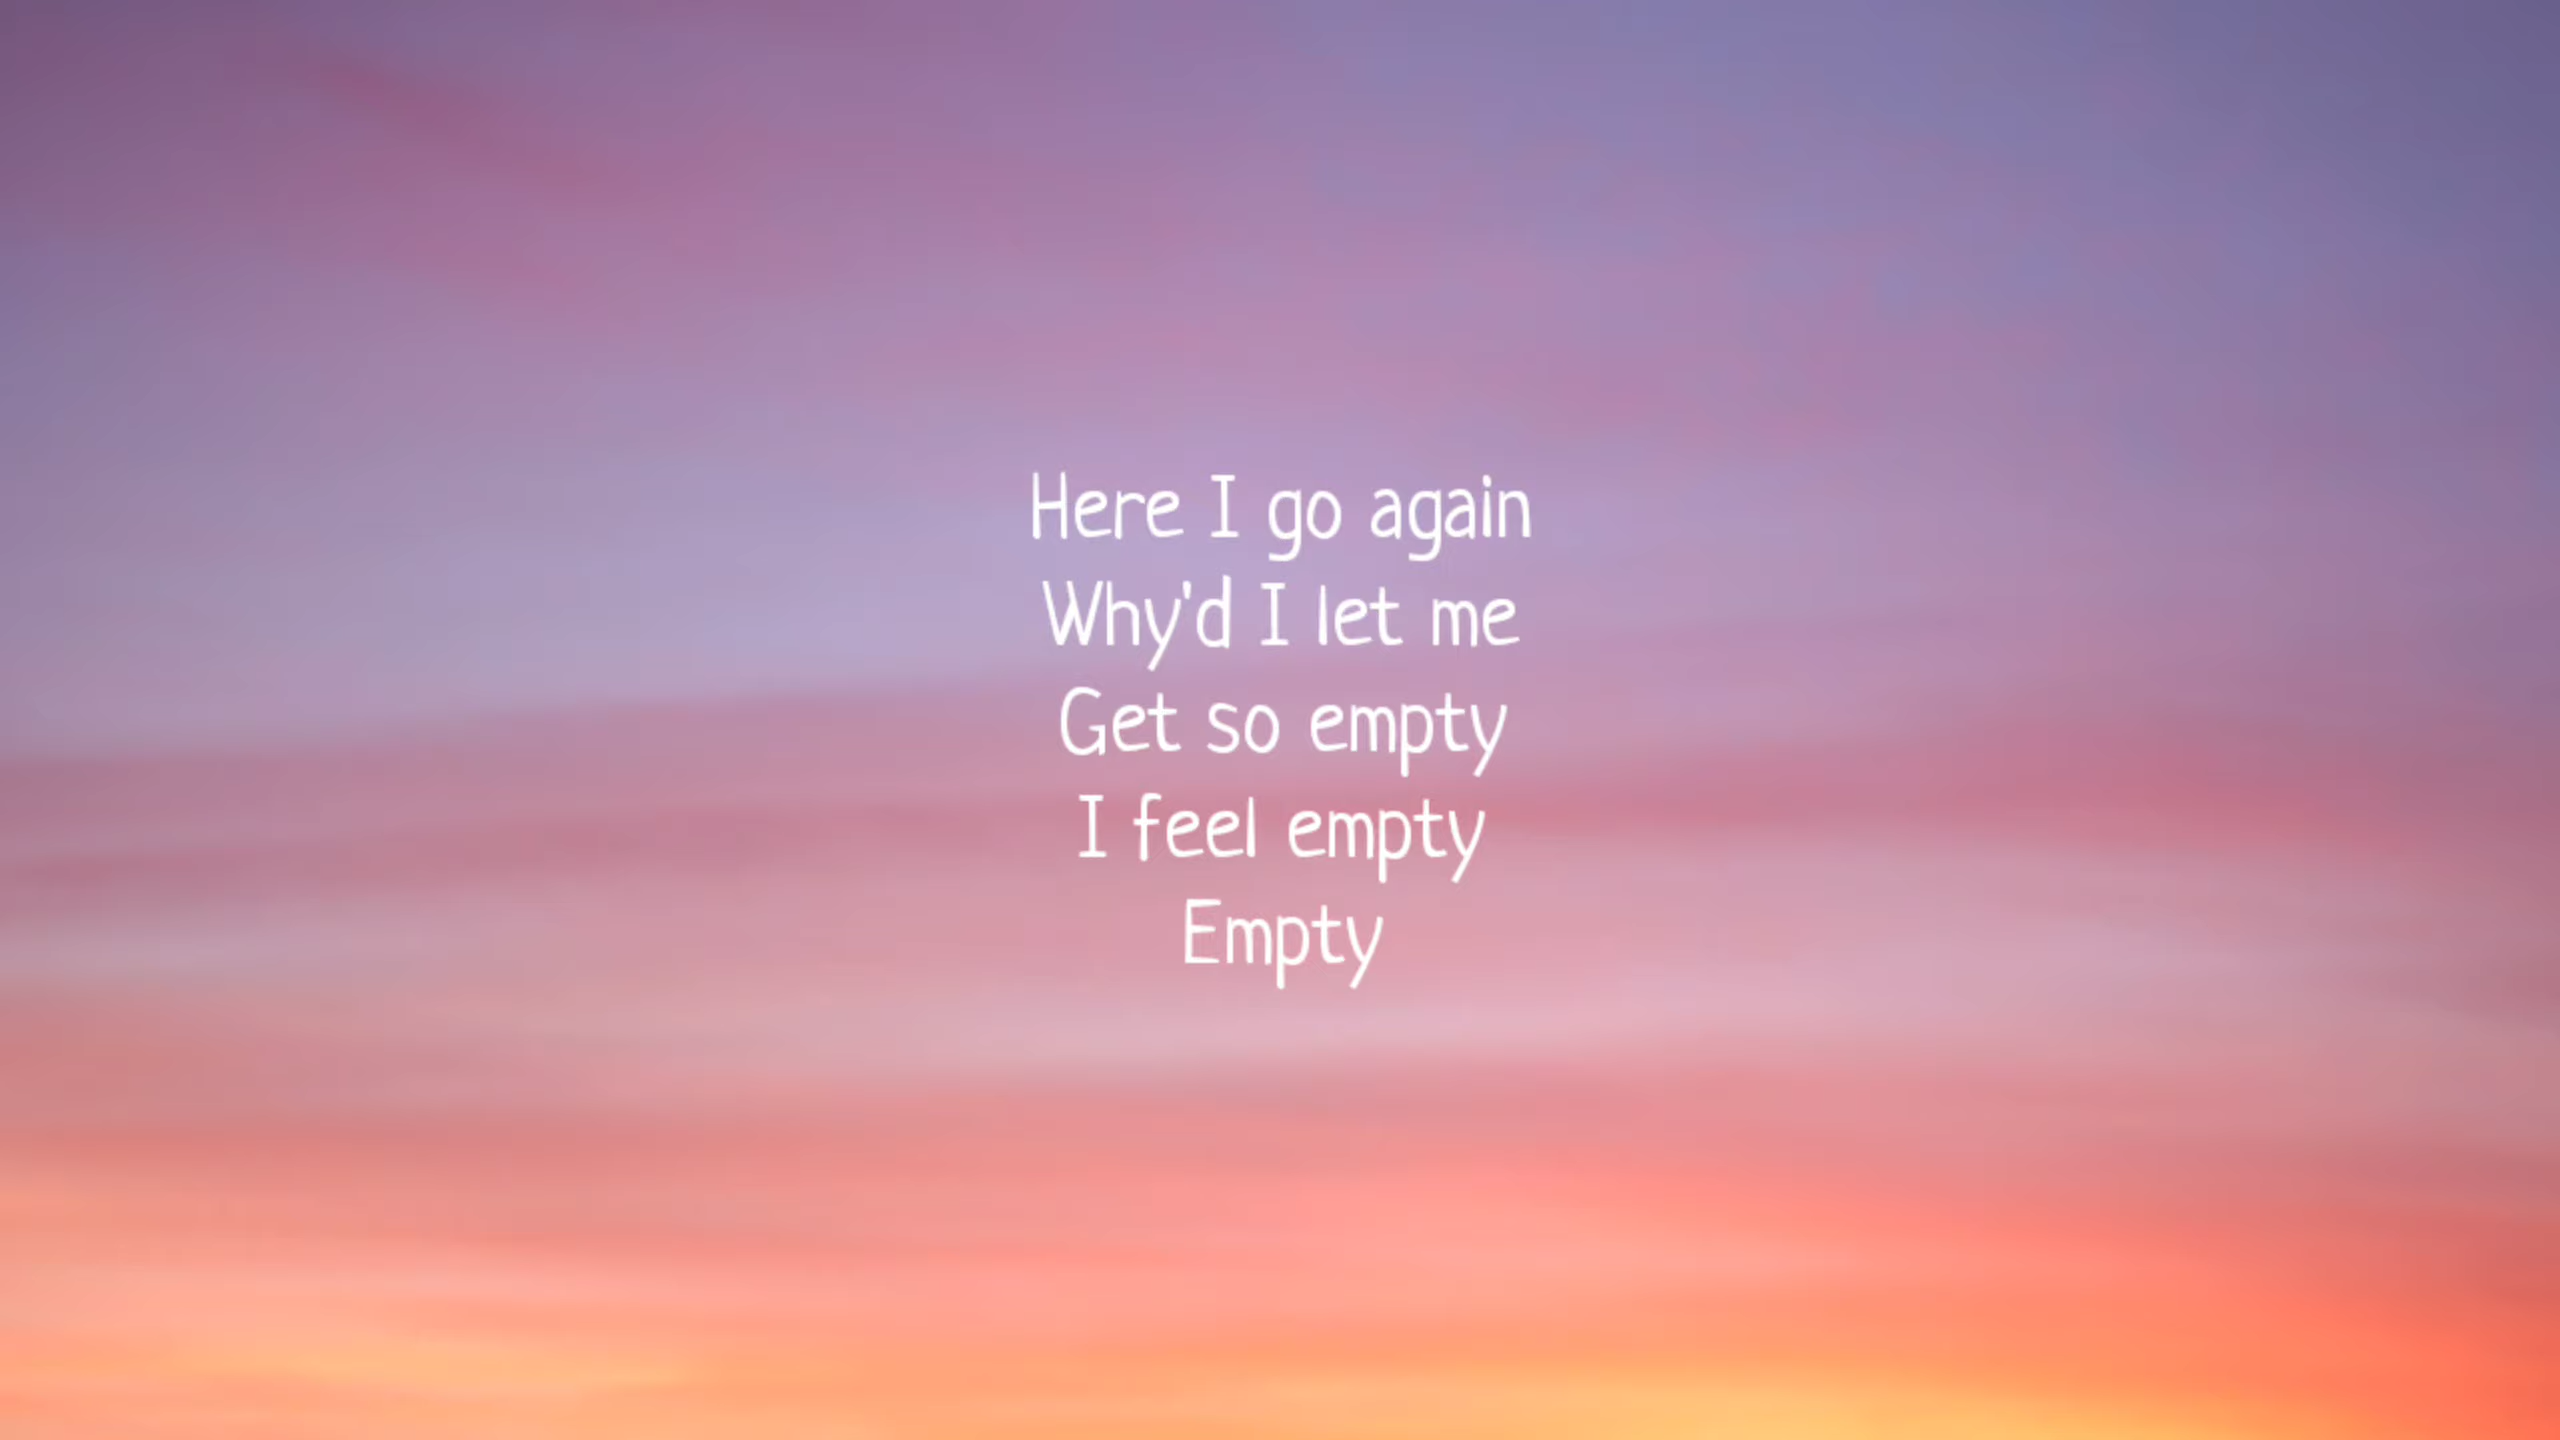 Here I go again
Why'd I let me
Get so empty
I feel empty
Empty